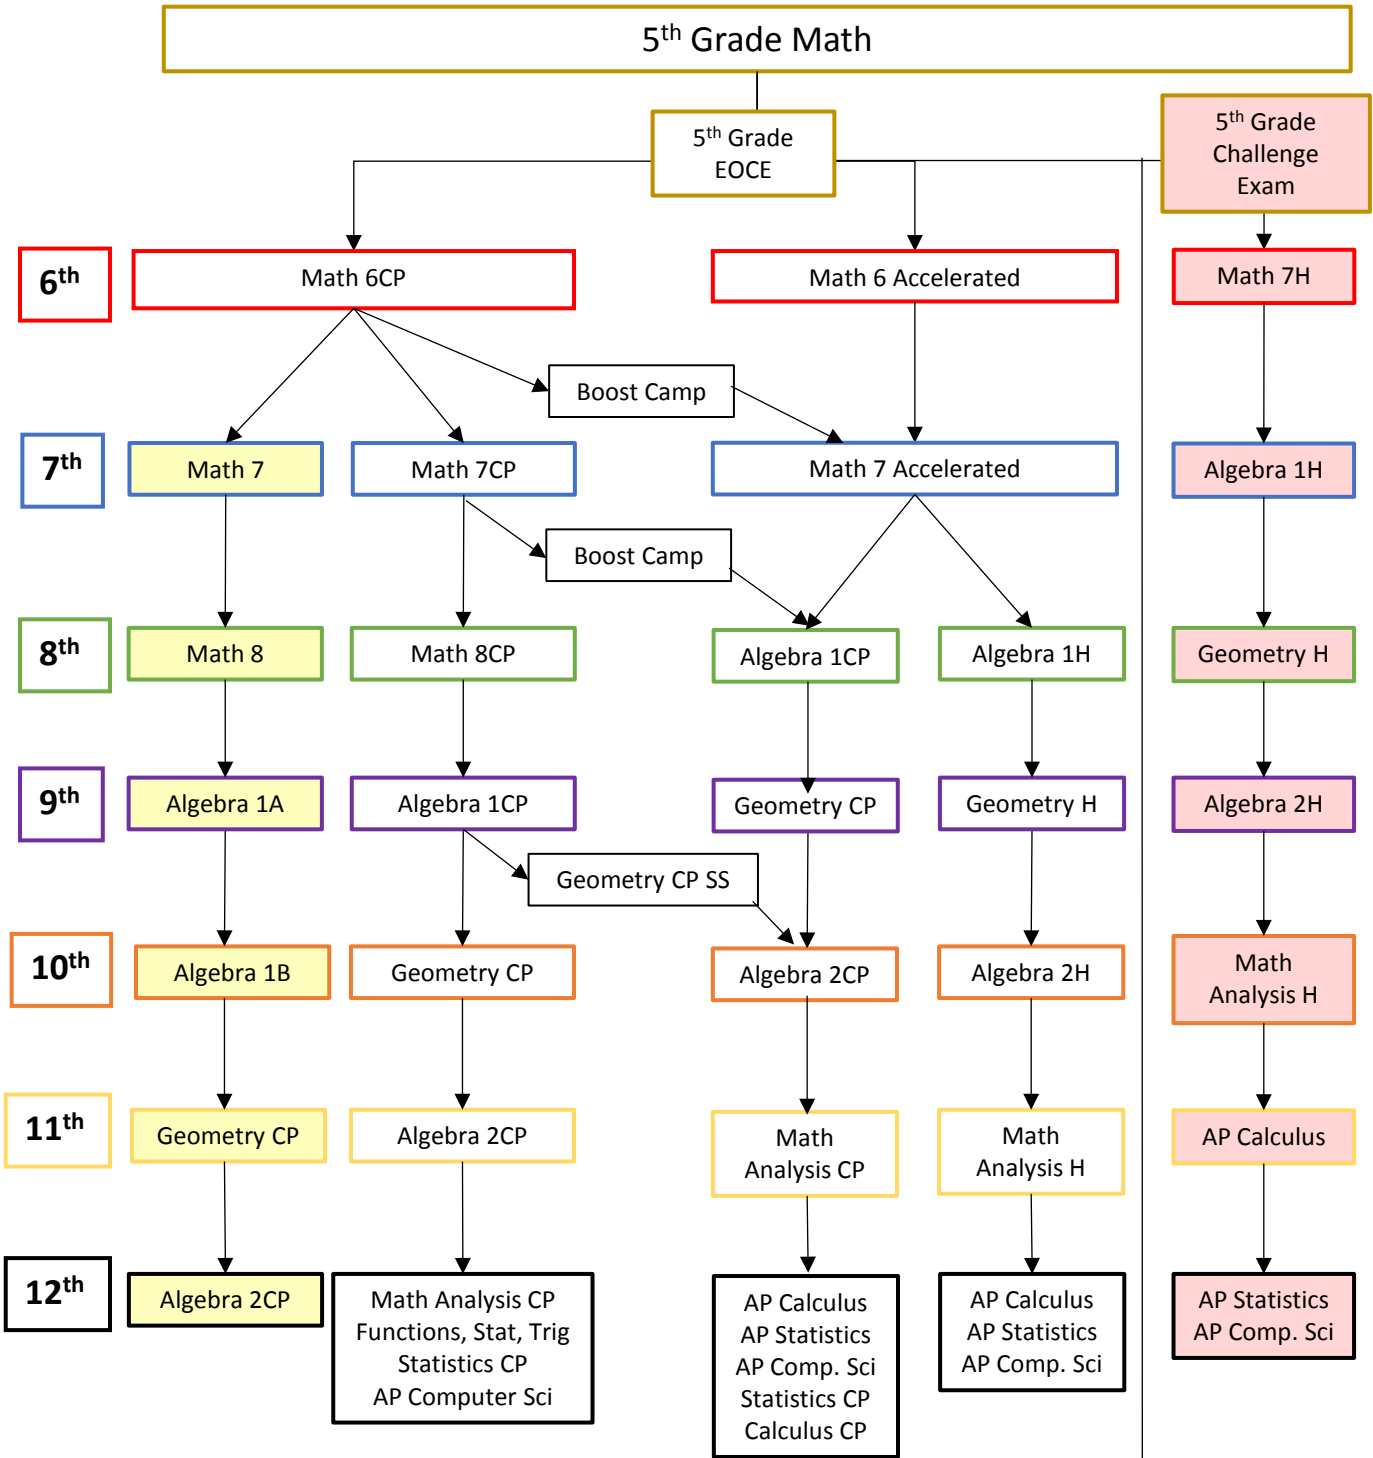 5th Grade Math
5th Grade
EOCE
5th Grade
Challenge
Exam
6th
Math 6CP
Math 6 Accelerated
Math 7H
Boost Camp
7th
Math 7
Math 7CP
Math 7 Accelerated
Algebra 1H
Boost Camp
8th
Math 8
Math 8CP
Algebra 1CP
Algebra 1H
Geometry H
9th
Algebra 1A
Algebra 1CP
Geometry CP
Geometry H
Algebra 2H
Geometry CP SS
10th
Algebra 1B
Geometry CP
Algebra 2CP
Algebra 2H
Math
Analysis H
11th
Geometry CP
Algebra 2CP
Math
Analysis CP
Math
Analysis H
AP Calculus
12th
Algebra 2CP
Math Analysis CP
Functions, Stat, Trig
Statistics CP
AP Computer Sci
AP Calculus
AP Statistics
AP Comp. Sci
Statistics CP
Calculus CP
AP Calculus
AP Statistics
AP Comp. Sci
AP Statistics
AP Comp. Sci